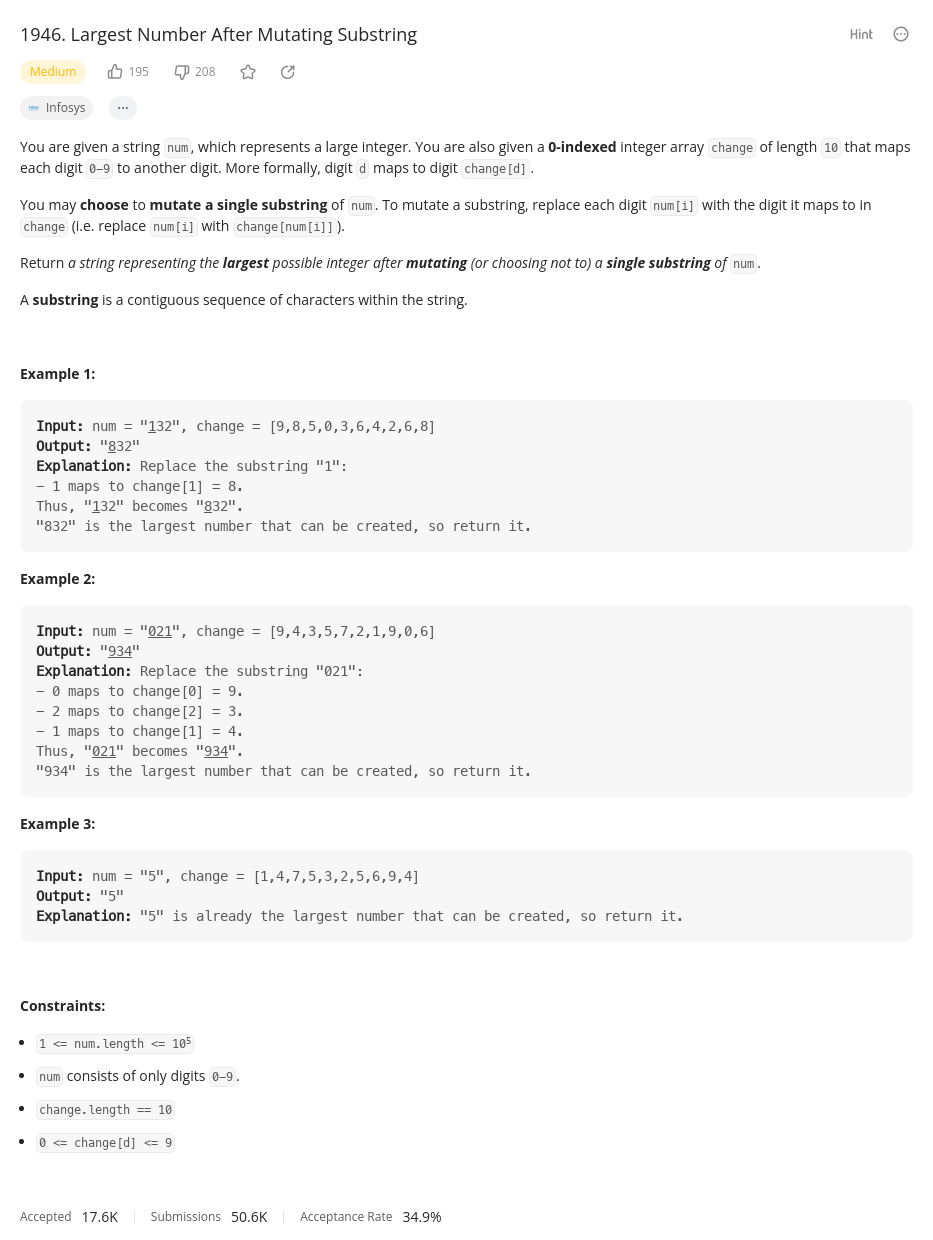 1946. Largest Number After Mutating Substring
Hint
Medium
195
208
Infosys
...
You are given a string num, which represents a large integer. You are also given a 0-indexed integer array change of length 10 that maps
each digit 0-9 to another digit. More formally, digit d maps to digit change[d].
You may choose to mutate a single substring of num. To mutate a substring, replace each digit num[i] with the digit it maps to in
change (i.e. replace num[i] with change[num[i]]).
Return a string representing the largest possible integer after mutating (or choosing not to) a single substring of num.
A substring is a contiguous sequence of characters within the string.
Example 1:
Input: num = "132", change = [9,8,5,0,3,6,4,2,6,8]
Output: "832"
Explanation: Replace the substring "1":
- 1 maps to change[1] = 8.
Thus, "132" becomes "832".
"832" is the largest number that can be created, so return it.
Example 2:
Input: num = "021", change = [9,4,3,5,7,2,1,9,0,6]
Output: "934"
Explanation: Replace the substring "021":
- 0 maps to change[0] = 9.
- 2 maps to change[2] = 3.
- 1 maps to change[1] = 4.
Thus, "021" becomes "934".
"934" is the largest number that can be created, so return it.
Example 3:
Input: num = "5", change = [1,4,7,5,3,2,5,6,9,4]
Output: "5"
Explanation: "5" is already the largest number that can be created, so return it.
Constraints:
• 1 <= num.length <= 10⁵
• num consists of only digits 0-9.
• change.length == 10
• 0 <= change[d] <= 9
Accepted 17.6K Submissions 50.6K Acceptance Rate 34.9%